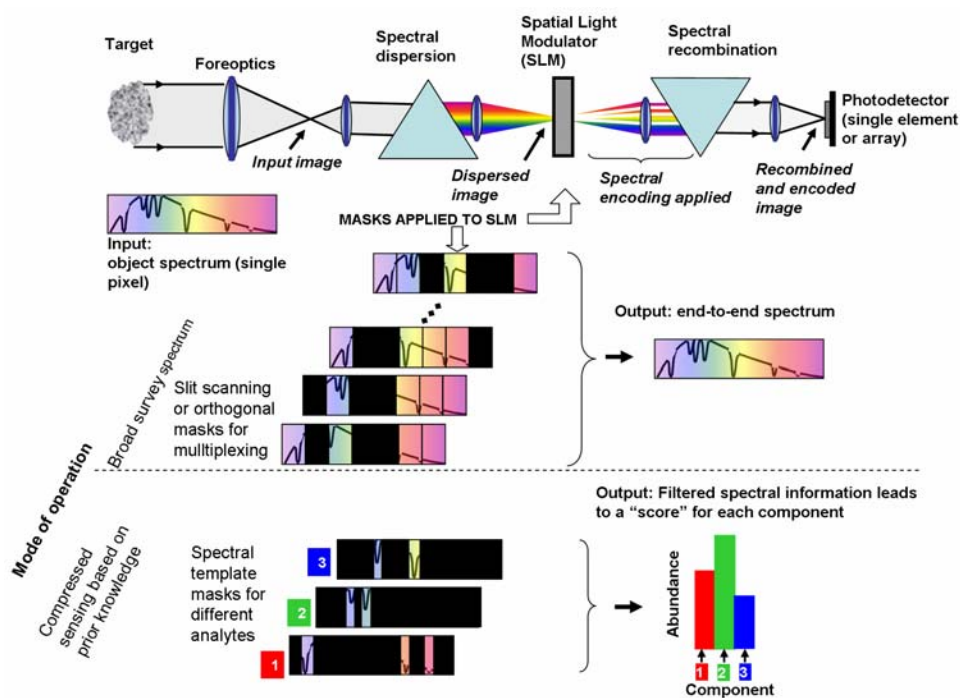 Target
Foreoptics
Spectral
dispersion
Spatial Light
Modulator
(SLM)
Spectral
recombination
Photodetector
(single element
or array)
Input image
Dispersed
image
Spectral
encoding applied
Recombined
and encoded
image
MASKS APPLIED TO SLM
Input:
object spectrum (single
pixel)
Output: end-to-end spectrum
Mode of operation
Broad survey spectrum
Slit scanning
or orthogonal
masks for
mulltiplexing
Output: Filtered spectral information leads
to a “score” for each component
Compressed
sensing based on
prior knowledge
Spectral
template
masks for
different
analytes
3
2
1
Abundance
1 2 3
Component